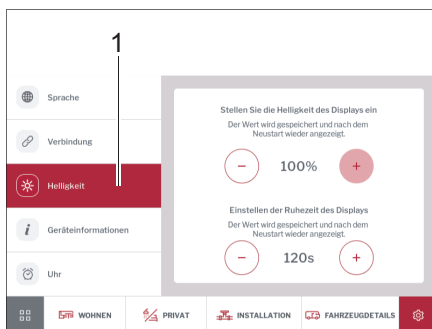 1
Sprache
Verbindung
Helligkeit
Geräteinformationen
Uhr
Stellen Sie die Helligkeit des Displays ein
Der Wert wird gespeichert und nach dem
Neustart wieder angezeigt.
- 100% +
Einstellen der Ruhezeit des Displays
Der Wert wird gespeichert und nach dem
Neustart wieder angezeigt.
- 120s +
WOHNEN PRIVAT INSTALLATION FAHRZEUGDETAILS